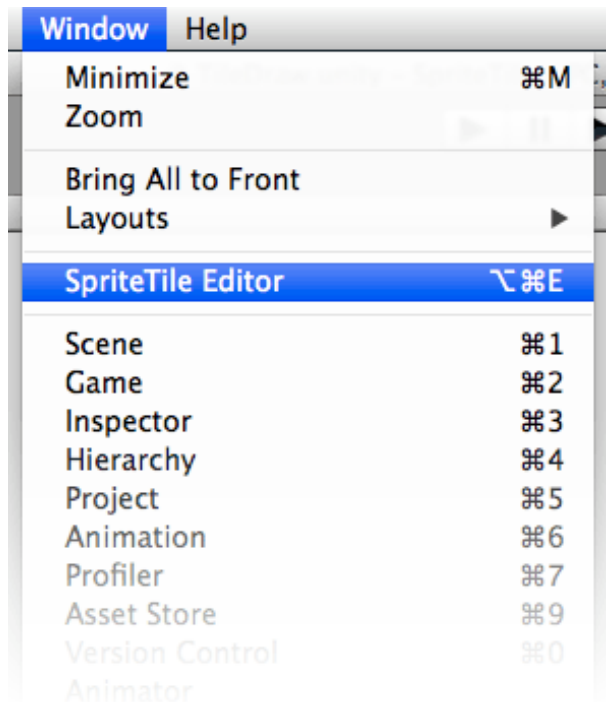 Window Help
Minimize ⌘M
Zoom
Bring All to Front
Layouts ▶
SpriteTile Editor ⌥⌘E
Scene ⌘1
Game ⌘2
Inspector ⌘3
Hierarchy ⌘4
Project ⌘5
Animation ⌘6
Profiler ⌘7
Asset Store ⌘9
Version Control ⌘0
Animator